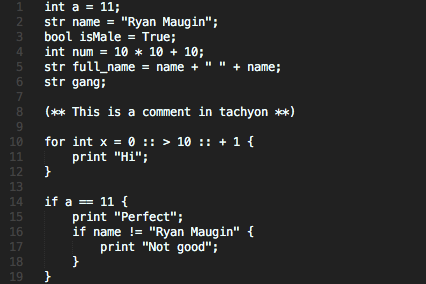 1 int a = 11;
2 str name = "Ryan Maugin";
3 bool isMale = True;
4 int num = 10 * 10 + 10;
5 str full_name = name + " " + name;
6 str gang;
7
8 (** This is a comment in tachyon **)
9
10 for int x = 0 :: > 10 :: + 1 {
11     print "Hi";
12 }
13
14 if a == 11 {
15     print "Perfect";
16     if name != "Ryan Maugin" {
17         print "Not good";
18     }
19 }